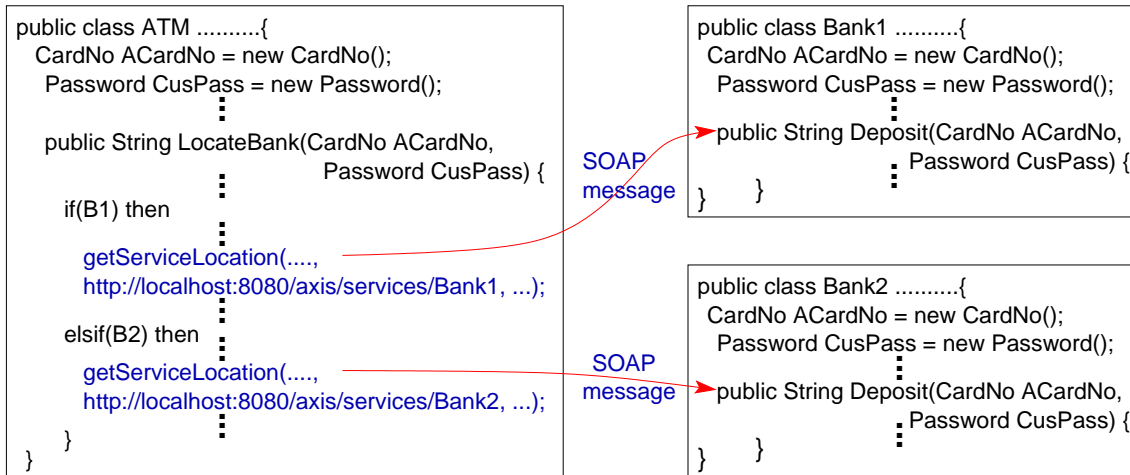 public class ATM ..........{
CardNo ACardNo = new CardNo();
Password CusPass = new Password();
public String LocateBank(CardNo ACardNo,
Password CusPass) {
if(B1) then
getServiceLocation(....,
http://localhost:8080/axis/services/Bank1, ...);
elsif(B2) then
getServiceLocation(....,
http://localhost:8080/axis/services/Bank2, ...);
}
}
SOAP
message
SOAP
message
public class Bank1 ..........{
CardNo ACardNo = new CardNo();
Password CusPass = new Password();
public String Deposit(CardNo ACardNo,
Password CusPass) {
}
}
public class Bank2 ..........{
CardNo ACardNo = new CardNo();
Password CusPass = new Password();
public String Deposit(CardNo ACardNo,
Password CusPass) {
}
}